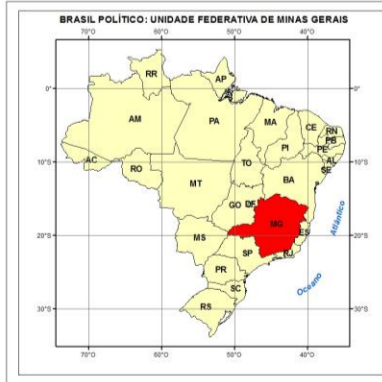 BRASIL POLÍTICO: UNIDADE FEDERATIVA DE MINAS GERAIS
70°O 60°O 50°O 40°O
RR
AP
0° 0°
AM
PA
MA
CE
RN
PB
PE
PI
AL
SE
10°S 10°S
AC
RO
TO
BA
MT
GO
DF
MG
ES
Atlântico
20°S 20°S
MS
SP
RJ
PR
SC
Oceano
RS
30°S 30°S
70°O 60°O 50°O 40°O